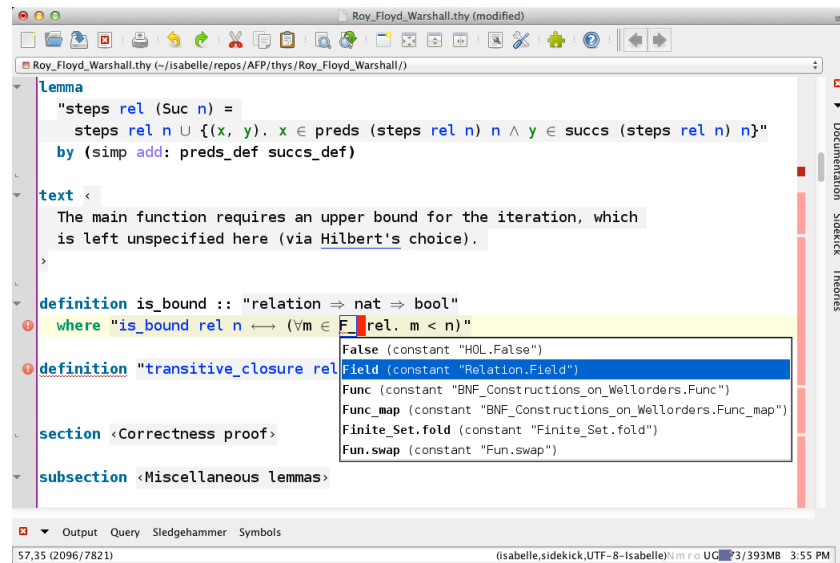 Roy_Floyd_Warshall.thy (modified)
Roy_Floyd_Warshall.thy (~/isabelle/repos/AFP/thys/Roy_Floyd_Warshall/)
lemma
"steps rel (Suc n) =
steps rel n ∪ {(x, y). x ∈ preds (steps rel n) n ∧ y ∈ succs (steps rel n) n}"
by (simp add: preds_def succs_def)
text ‹
The main function requires an upper bound for the iteration, which
is left unspecified here (via Hilbert's choice).
›
definition is_bound :: "relation ⇒ nat ⇒ bool"
where "is_bound rel n ⟷ (∀m ∈ F_ rel. m < n)"
False (constant "HOL.False")
definition "transitive_closure rel
Field (constant "Relation.Field")
Func (constant "BNF_Constructions_on_Wellorders.Func")
Func_map (constant "BNF_Constructions_on_Wellorders.Func_map")
Finite_Set.fold (constant "Finite_Set.fold")
Fun.swap (constant "Fun.swap")
section ‹Correctness proof›
subsection ‹Miscellaneous lemmas›
Documentation
Sidekick
Theories
Output Query Sledgehammer Symbols
57,35 (2096/7821)
(isabelle,sidekick,UTF-8-Isabelle)N m r o UG 73/393MB 3:55 PM